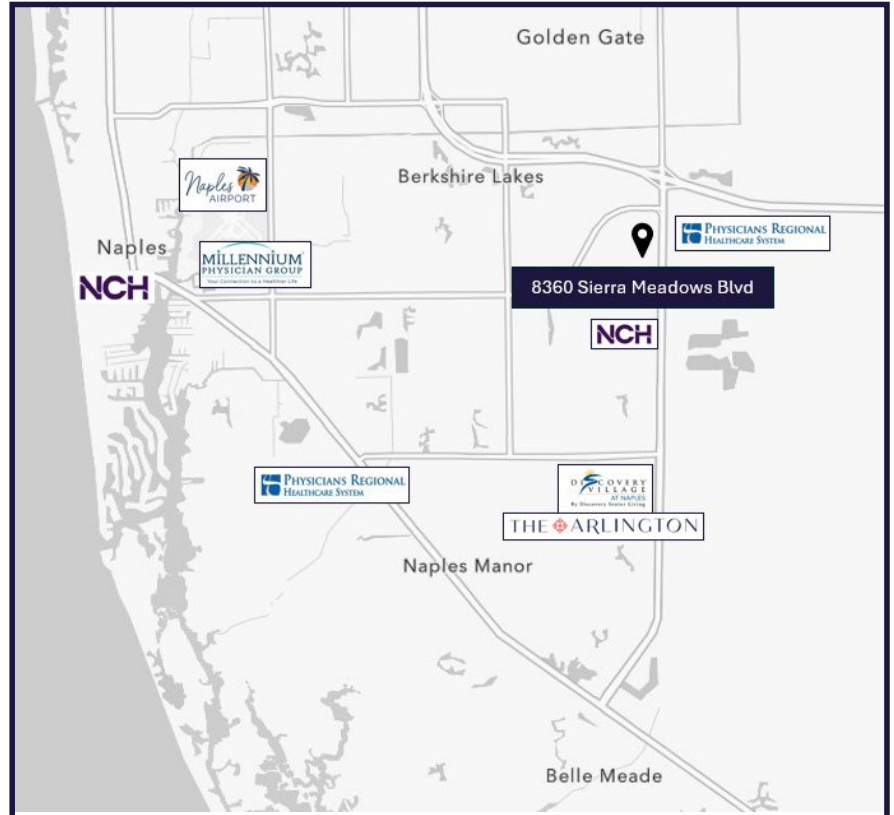 Golden Gate
Naples
AIRPORT
Berkshire Lakes
PHYSICIANS REGIONAL
HEALTHCARE SYSTEM
Naples
MILLENNIUM
PHYSICIAN GROUP
Your Connection to a Healthier Life
NCH
8360 Sierra Meadows Blvd
NCH
PHYSICIANS REGIONAL
HEALTHCARE SYSTEM
DISCOVERY
VILLAGE
AT NAPLES
By Discovery Senior Living
THE ARLINGTON
Naples Manor
Belle Meade